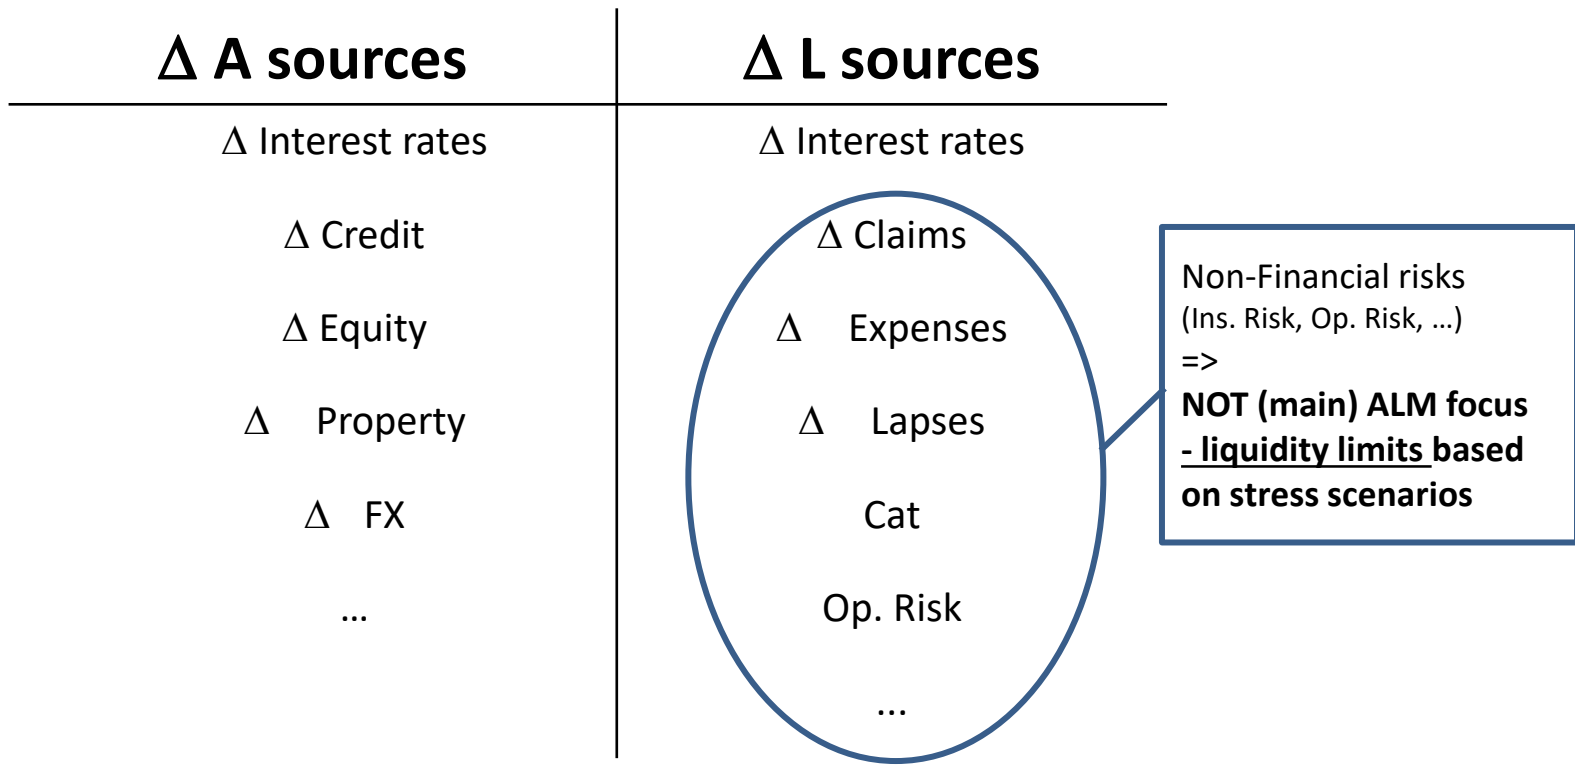 Δ A sources
Δ L sources
Δ Interest rates
Δ Interest rates
Δ Credit
Δ Claims
Δ Equity
Δ Expenses
Δ Property
Δ Lapses
Δ FX
Cat
…
Op. Risk
...
Non-Financial risks
(Ins. Risk, Op. Risk, …)
=>
NOT (main) ALM focus
- liquidity limits based
on stress scenarios